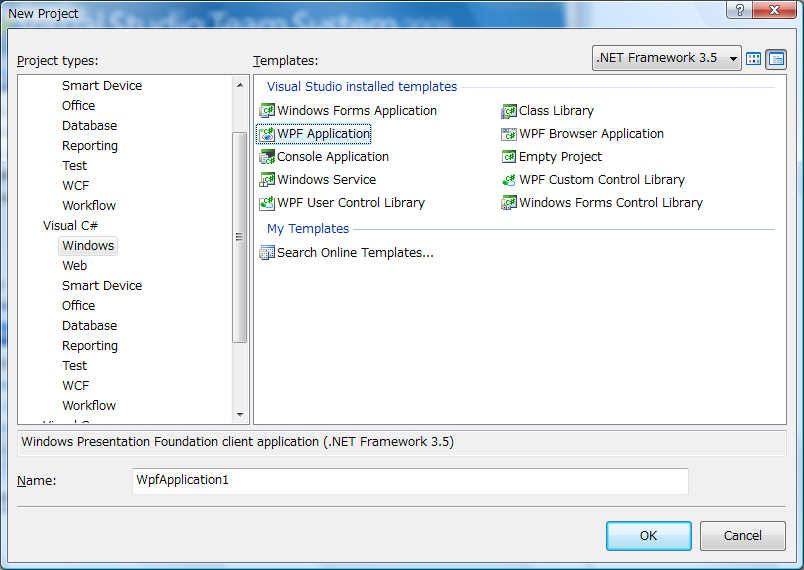 New Project
Project types:
Templates:
.NET Framework 3.5
Smart Device
Office
Database
Reporting
Test
WCF
Workflow
Visual C#
Windows
Web
Smart Device
Office
Database
Reporting
Test
WCF
Workflow
Visual Studio installed templates
Windows Forms Application
Class Library
WPF Application
WPF Browser Application
Console Application
Empty Project
Windows Service
WPF Custom Control Library
WPF User Control Library
Windows Forms Control Library
My Templates
Search Online Templates...
Windows Presentation Foundation client application (.NET Framework 3.5)
Name:
WpfApplication1
OK
Cancel